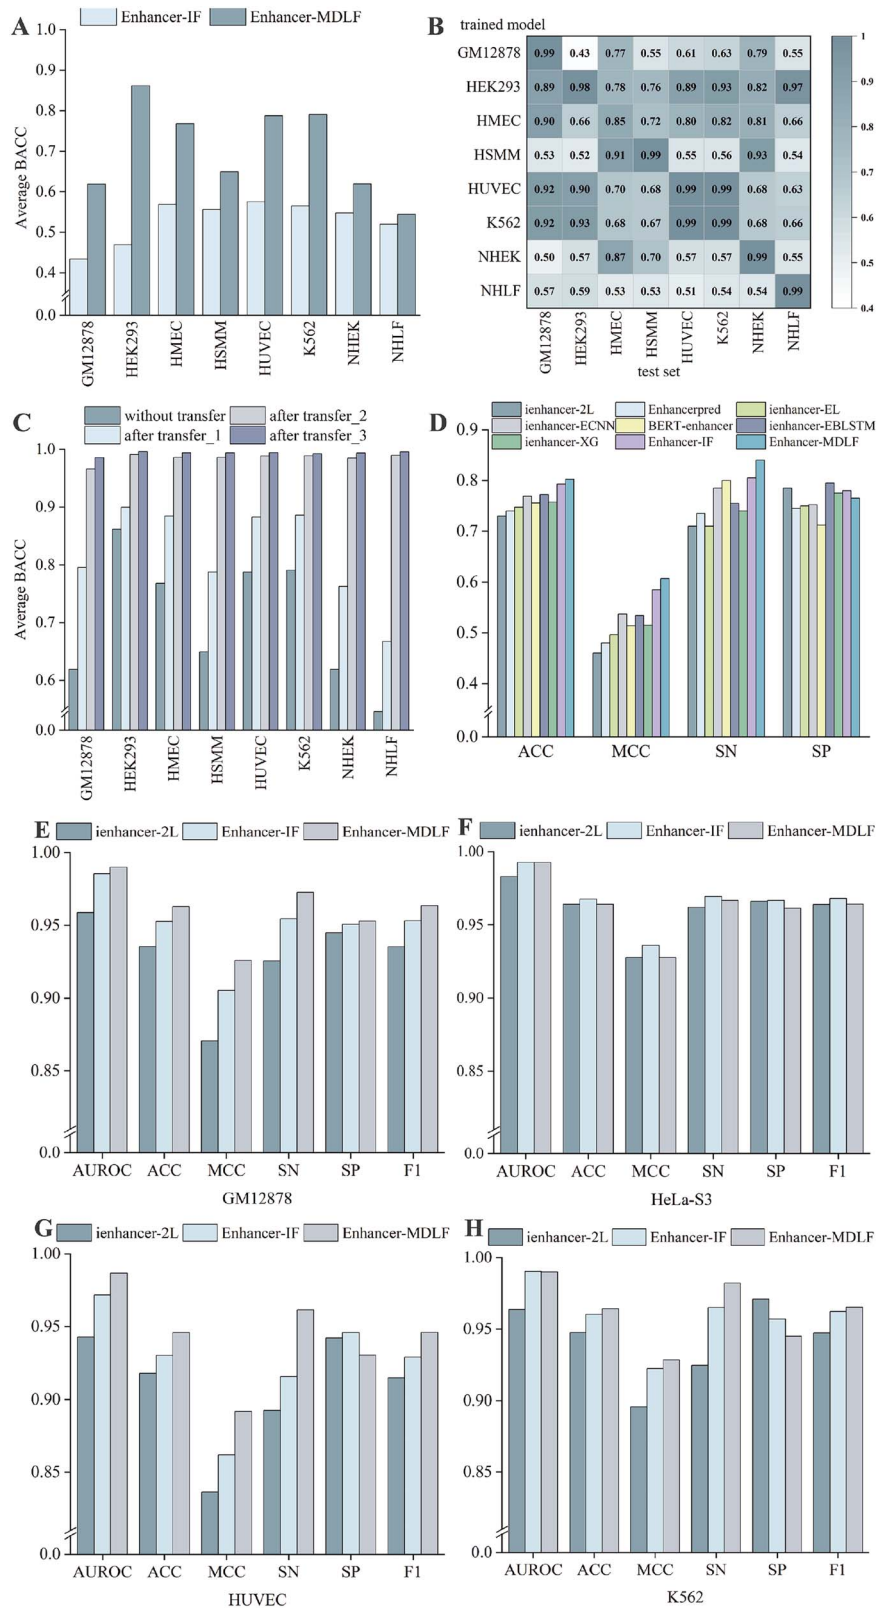 A
Enhancer-IF Enhancer-MDLF
1.0
0.9
0.8
0.7
0.6
0.5
0.4
0.0
Average BACC
GM12878 HEK293 HMEC HSMM HUVEC K562 NHEK NHLF
B
trained model
GM12878 0.99 0.43 0.77 0.55 0.61 0.63 0.79 0.55
HEK293 0.89 0.98 0.78 0.76 0.89 0.93 0.82 0.97
HMEC 0.90 0.66 0.85 0.72 0.80 0.82 0.81 0.66
HSMM 0.53 0.52 0.91 0.99 0.55 0.56 0.93 0.54
HUVEC 0.92 0.90 0.70 0.68 0.99 0.99 0.68 0.63
K562 0.92 0.93 0.68 0.67 0.99 0.99 0.68 0.66
NHEK 0.50 0.57 0.87 0.70 0.57 0.57 0.99 0.55
NHLF 0.57 0.59 0.53 0.53 0.51 0.54 0.54 0.99
GM12878 HEK293 HMEC HSMM HUVEC K562 NHEK NHLF
test set
1
0.9
0.8
0.7
0.6
0.5
0.4
C
without transfer after transfer_2
after transfer_1 after transfer_3
1.0
0.9
0.8
0.7
0.6
0.0
Average BACC
GM12878 HEK293 HMEC HSMM HUVEC K562 NHEK NHLF
D
ienhancer-2L Enhancerpred ienhancer-EL
ienhancer-ECNN BERT-enhancer ienhancer-EBLSTM
ienhancer-XG Enhancer-IF Enhancer-MDLF
0.9
0.8
0.7
0.6
0.5
0.4
0.0
ACC MCC SN SP
E
ienhancer-2L Enhancer-IF Enhancer-MDLF
1.00
0.95
0.90
0.85
0.0
AUROC ACC MCC SN SP F1
GM12878
F
ienhancer-2L Enhancer-IF Enhancer-MDLF
1.00
0.95
0.90
0.85
0.0
AUROC ACC MCC SN SP F1
HeLa-S3
G
ienhancer-2L Enhancer-IF Enhancer-MDLF
1.00
0.95
0.90
0.85
0.0
AUROC ACC MCC SN SP F1
HUVEC
H
ienhancer-2L Enhancer-IF Enhancer-MDLF
1.00
0.95
0.90
0.85
0.0
AUROC ACC MCC SN SP F1
K562